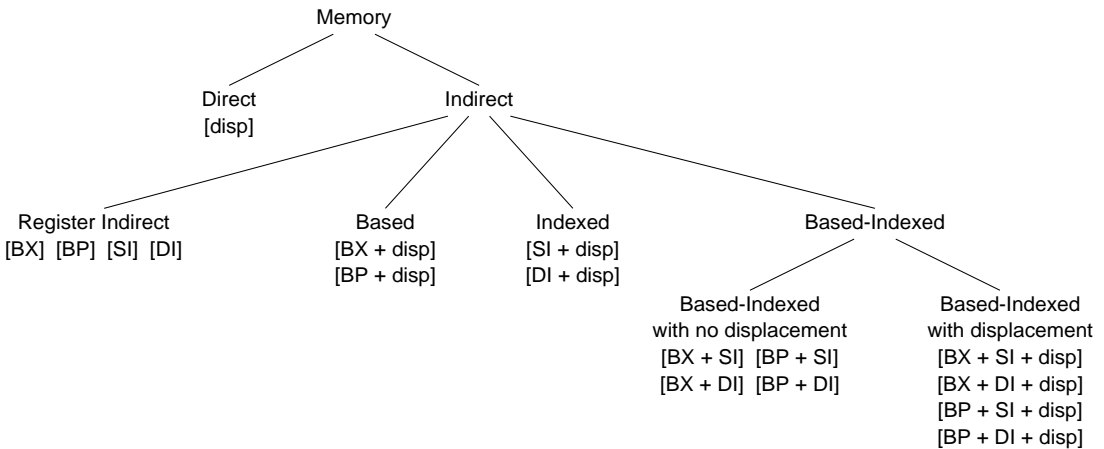 Memory
Direct
[disp]
Indirect
Register Indirect
[BX] [BP] [SI] [DI]
Based
[BX + disp]
[BP + disp]
Indexed
[SI + disp]
[DI + disp]
Based-Indexed
Based-Indexed
with no displacement
[BX + SI] [BP + SI]
[BX + DI] [BP + DI]
Based-Indexed
with displacement
[BX + SI + disp]
[BX + DI + disp]
[BP + SI + disp]
[BP + DI + disp]